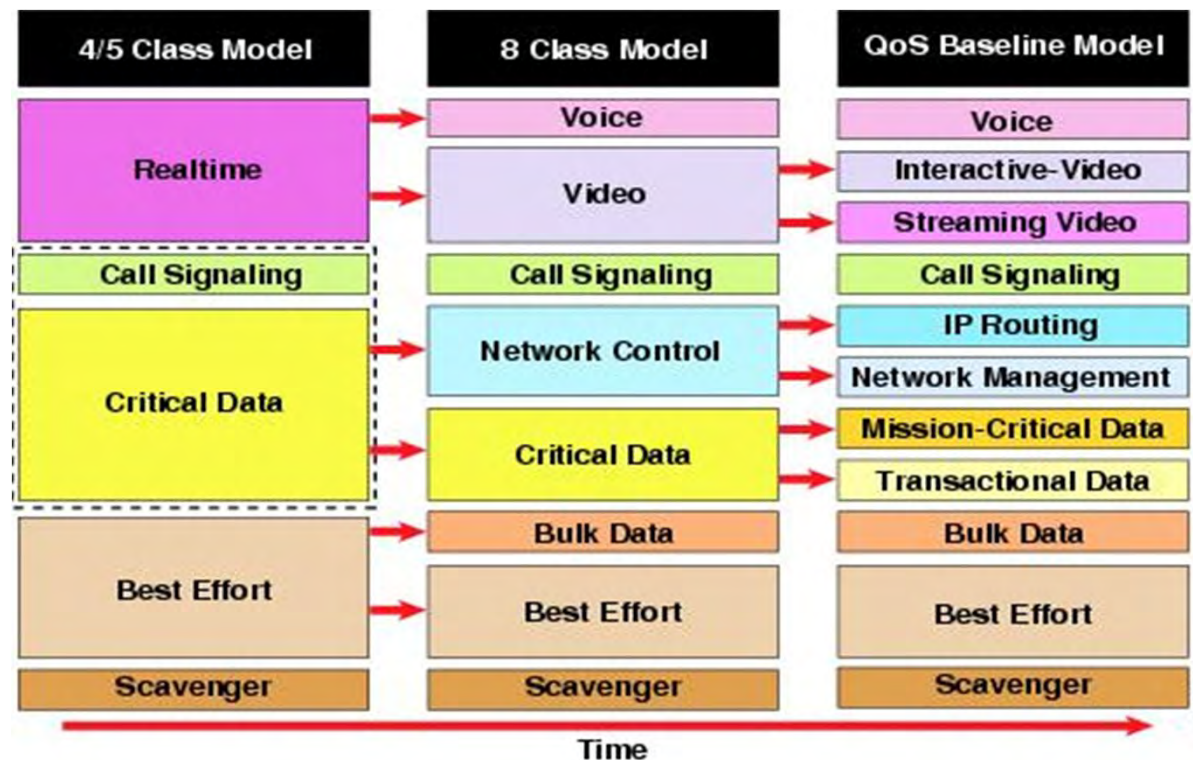 4/5 Class Model
8 Class Model
QoS Baseline Model
Realtime
Call Signaling
Critical Data
Best Effort
Scavenger
Voice
Video
Call Signaling
Network Control
Critical Data
Bulk Data
Best Effort
Scavenger
Voice
Interactive-Video
Streaming Video
Call Signaling
IP Routing
Network Management
Mission-Critical Data
Transactional Data
Bulk Data
Best Effort
Scavenger
Time